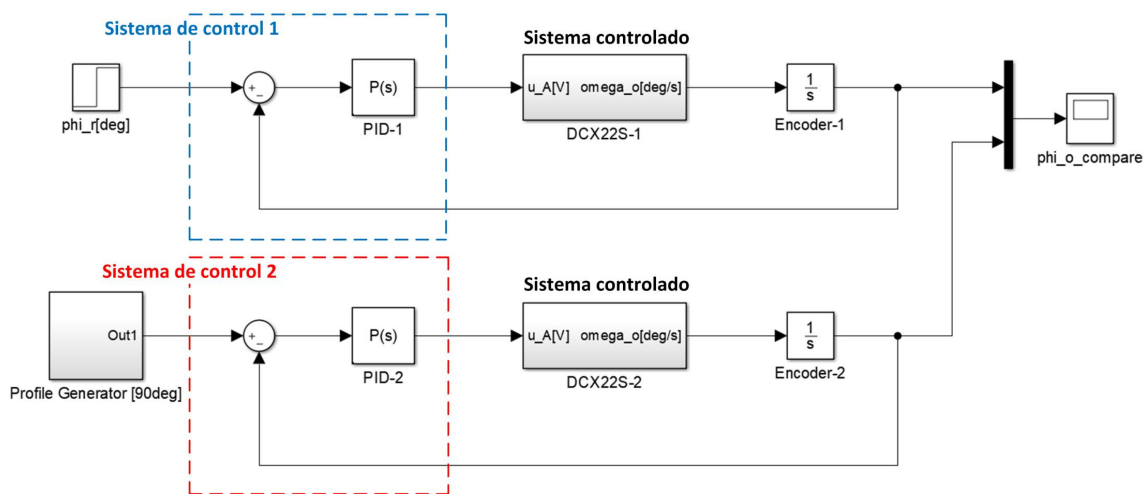 Sistema de control 1
Sistema controlado
phi_r[deg]
+
_
P(s)
PID-1
u_A[V] omega_o[deg/s]
DCX22S-1
1
s
Encoder-1
phi_o_compare
Sistema de control 2
Sistema controlado
Out1
Profile Generator [90deg]
+
_
P(s)
PID-2
u_A[V] omega_o[deg/s]
DCX22S-2
1
s
Encoder-2